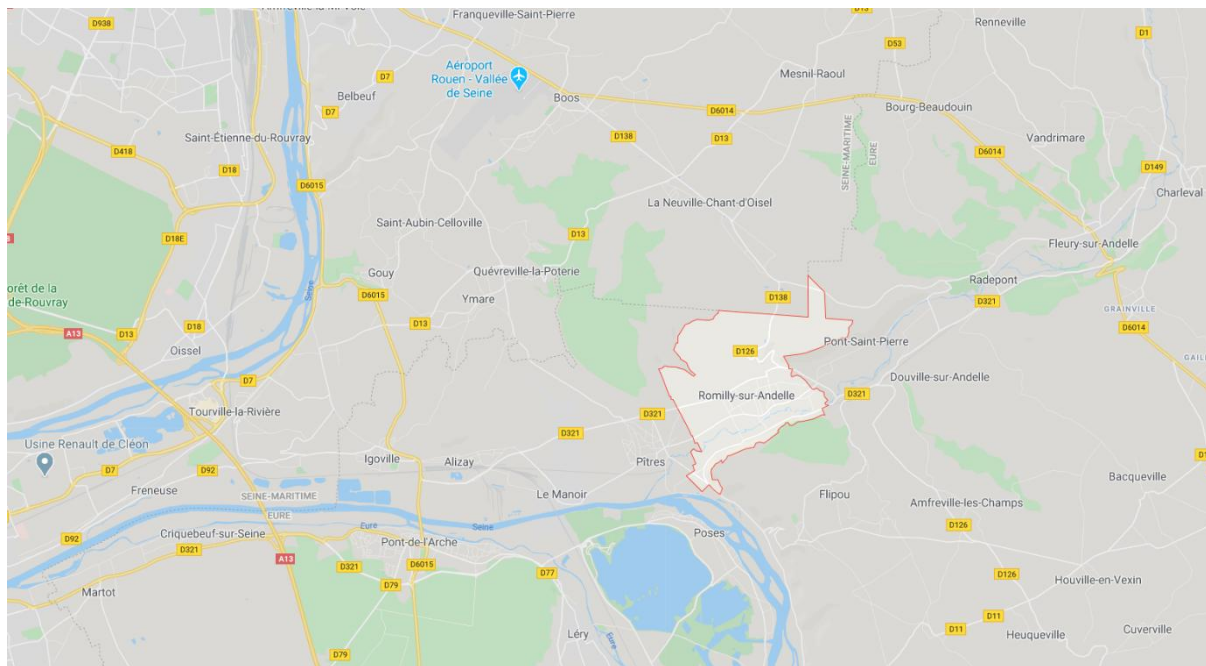 D938
Franqueville-Saint-Pierre
D13
Renneville
D1
D53
Aéroport
Rouen - Vallée
de Seine
D7
Belbeuf
D7
Boos
Mesnil-Raoul
D6014
Bourg-Beaudouin
Saint-Étienne-du-Rouvray
D138
D13
Vandrimare
D418
D18
D6014
SEINE-MARITIME
EURE
D149
Charleval
D6015
La Neuville-Chant-d'Oisel
Saint-Aubin-Celloville
D18E
D13
Fleury-sur-Andelle
Gouy
Quévreville-la-Poterie
Radepont
D6015
Ymare
D138
D321
Seine
GRAINVILLE
A13
D13
D18
D13
D6014
Oissel
D126
Pont-Saint-Pierre
D7
Romilly-sur-Andelle
Douville-sur-Andelle
D321
Tourville-la-Rivière
D321
D321
Usine Renault de Cléon
Igoville
Alizay
Pîtres
D7
D92
Bacqueville
Freneuse
SEINE-MARITIME
EURE
Le Manoir
Flipou
Amfreville-les-Champs
Eure
Seine
D126
Criquebeuf-sur-Seine
D92
D321
Pont-de-l'Arche
Poses
A13
D321
D6015
D77
D79
D126
Houville-en-Vexin
Martot
D11
D11
Léry
Eure
Heuqueville
Cuverville
D79